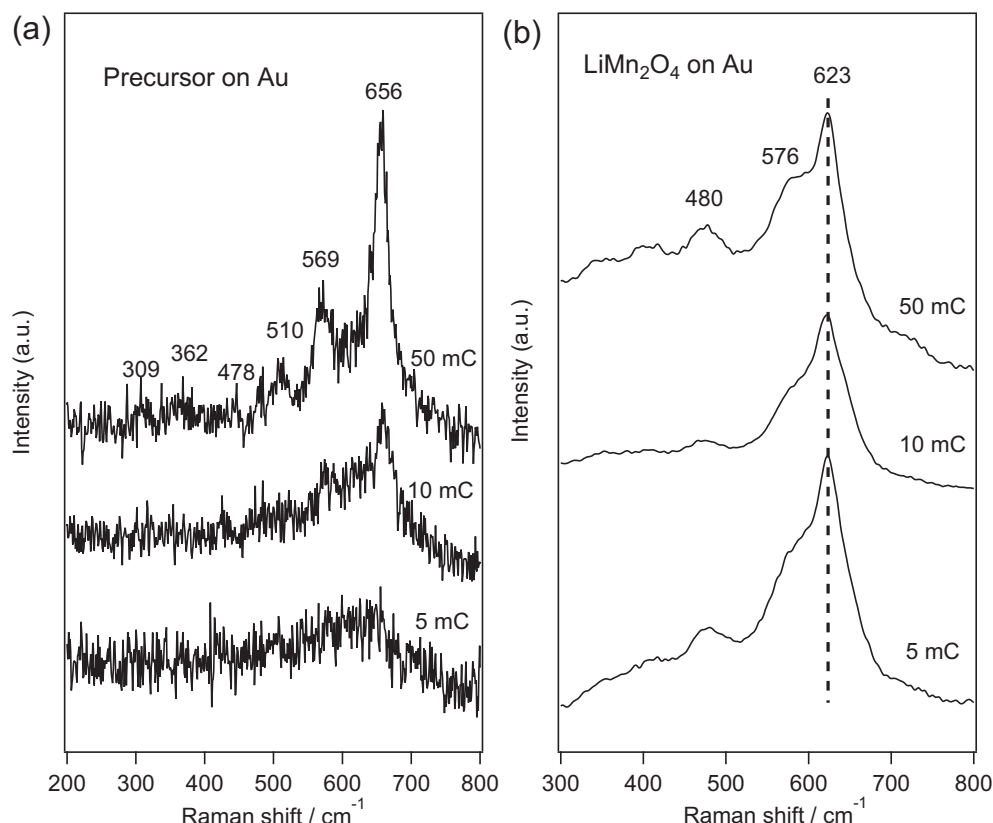 (a)
Precursor on Au
656
569
510
362
309
478
50 mC
10 mC
5 mC
Intensity (a.u.)
200 300 400 500 600 700 800
Raman shift / cm⁻¹
(b)
LiMn₂O₄ on Au
623
576
480
50 mC
10 mC
5 mC
Intensity (a.u.)
300 400 500 600 700 800
Raman shift / cm⁻¹